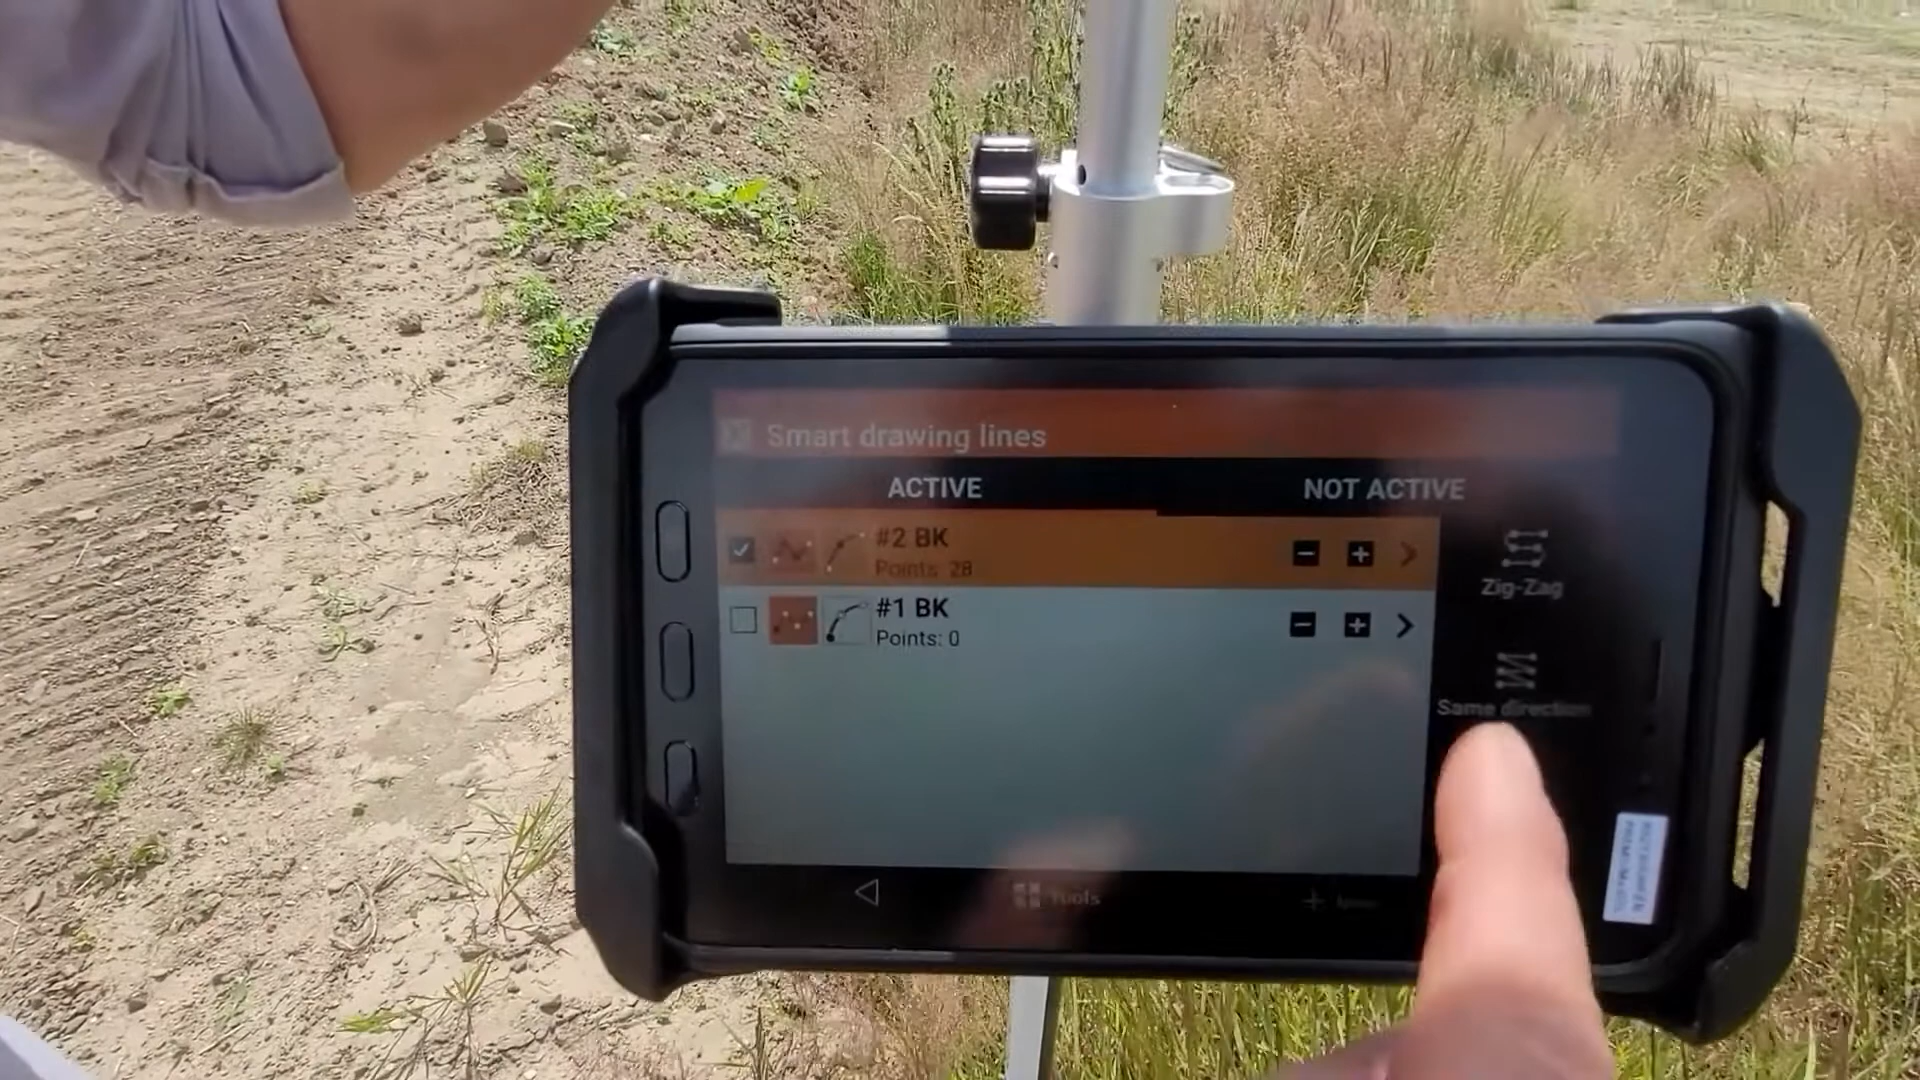 Smart drawing lines
ACTIVE
NOT ACTIVE
#2 BK
Points: 28
Zig-Zag
#1 BK
Points: 0
Same direction
Tools